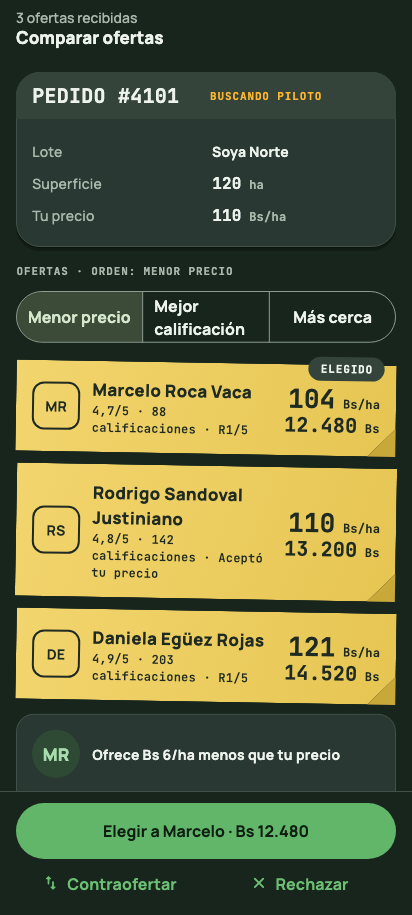 3 ofertas recibidas
Comparar ofertas
PEDIDO #4101 BUSCANDO PILOTO
Lote Soya Norte
Superficie 120 ha
Tu precio 110 Bs/ha
OFERTAS · ORDEN: MENOR PRECIO
Menor precio
Mejor
calificación
Más cerca
ELEGIDO
MR
Marcelo Roca Vaca
4,7/5 · 88
calificaciones · R1/5
104 Bs/ha
12.480 Bs
RS
Rodrigo Sandoval
Justiniano
4,8/5 · 142
calificaciones · Aceptó
tu precio
110 Bs/ha
13.200 Bs
DE
Daniela Egüez Rojas
4,9/5 · 203
calificaciones · R1/5
121 Bs/ha
14.520 Bs
MR
Ofrece Bs 6/ha menos que tu precio
Elegir a Marcelo · Bs 12.480
Contraofertar
Rechazar